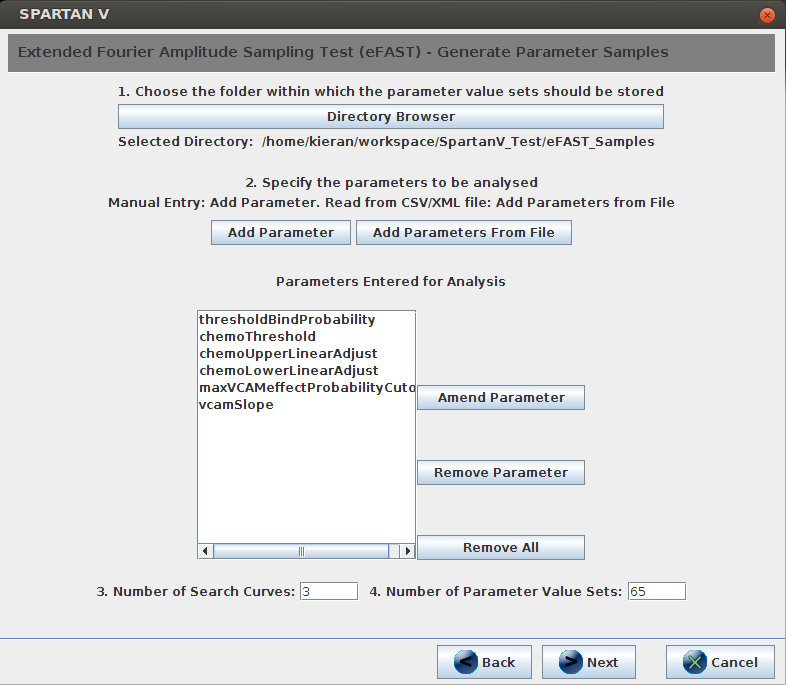 SPARTAN V
Extended Fourier Amplitude Sampling Test (eFAST) - Generate Parameter Samples
1. Choose the folder within which the parameter value sets should be stored
Directory Browser
Selected Directory: /home/kieran/workspace/SpartanV_Test/eFAST_Samples
2. Specify the parameters to be analysed
Manual Entry: Add Parameter. Read from CSV/XML file: Add Parameters from File
Add Parameter Add Parameters From File
Parameters Entered for Analysis
thresholdBindProbability
chemoThreshold
chemoUpperLinearAdjust
chemoLowerLinearAdjust
maxVCAMeffectProbabilityCuto
vcamSlope
Amend Parameter
Remove Parameter
Remove All
3. Number of Search Curves: 3 4. Number of Parameter Value Sets: 65
Back Next Cancel